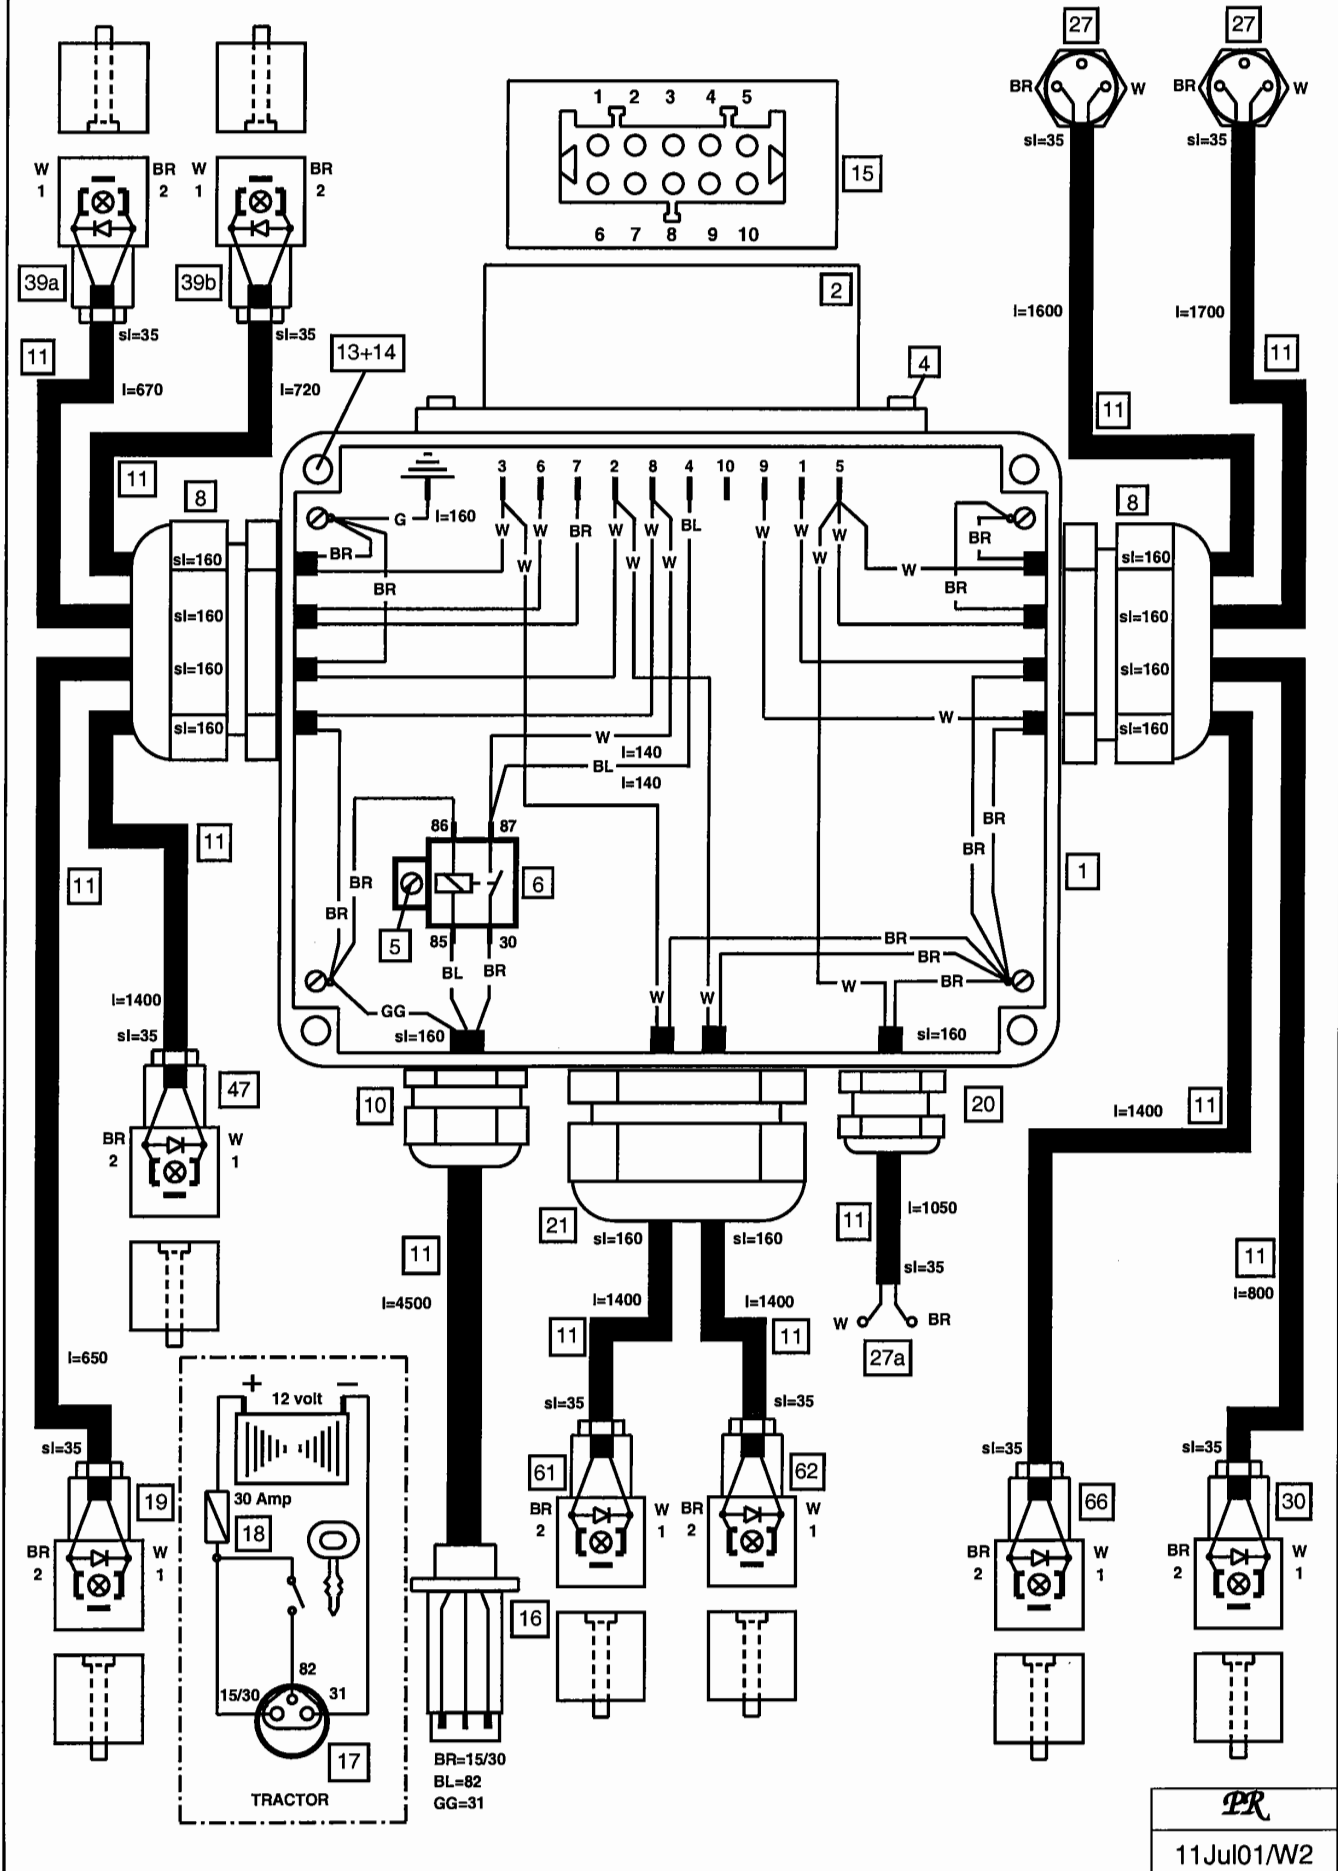 27 27
BR W BR W
sl=35 sl=35
1 2 3 4 5
15
6 7 8 9 10
W 1 BR 2 W 1 BR 2
39a 39b
2
sl=35 sl=35
l=1600 l=1700
11 13+14 4 11
l=670 l=720
11 11
8 3 6 7 2 8 4 10 9 1 5 8
G l=160 W W BR W W BL W W W
BR W W W W BR
sl=160 W sl=160
BR BR
sl=160 sl=160
sl=160 sl=160
sl=160 W sl=160
W
l=140
BL
l=140
86 87
BR
11 BR 1
11 BR 6
BR
5 85 30 BR
BL BR BR
BR
W BR
l=1400 W W
GG
sl=35 sl=160 sl=160
47 10 20
l=1400 11
BR 2 W 1
21 11 l=1050
sl=160 sl=160
11 11
sl=35
l=4500 l=1400 l=1400 l=800
11 11 W BR
27a
l=650
+ −
12 volt
sl=35 sl=35
sl=35 sl=35 sl=35
61 62
19 30 Amp 66 30
18
BR 2 W 1 BR 2 W 1
BR 2 W 1 BR 2 W 1 BR 2 W 1
16
82
15/30 31
17
BR=15/30
BL=82
TRACTOR
GG=31
PR
11Jul01/W2